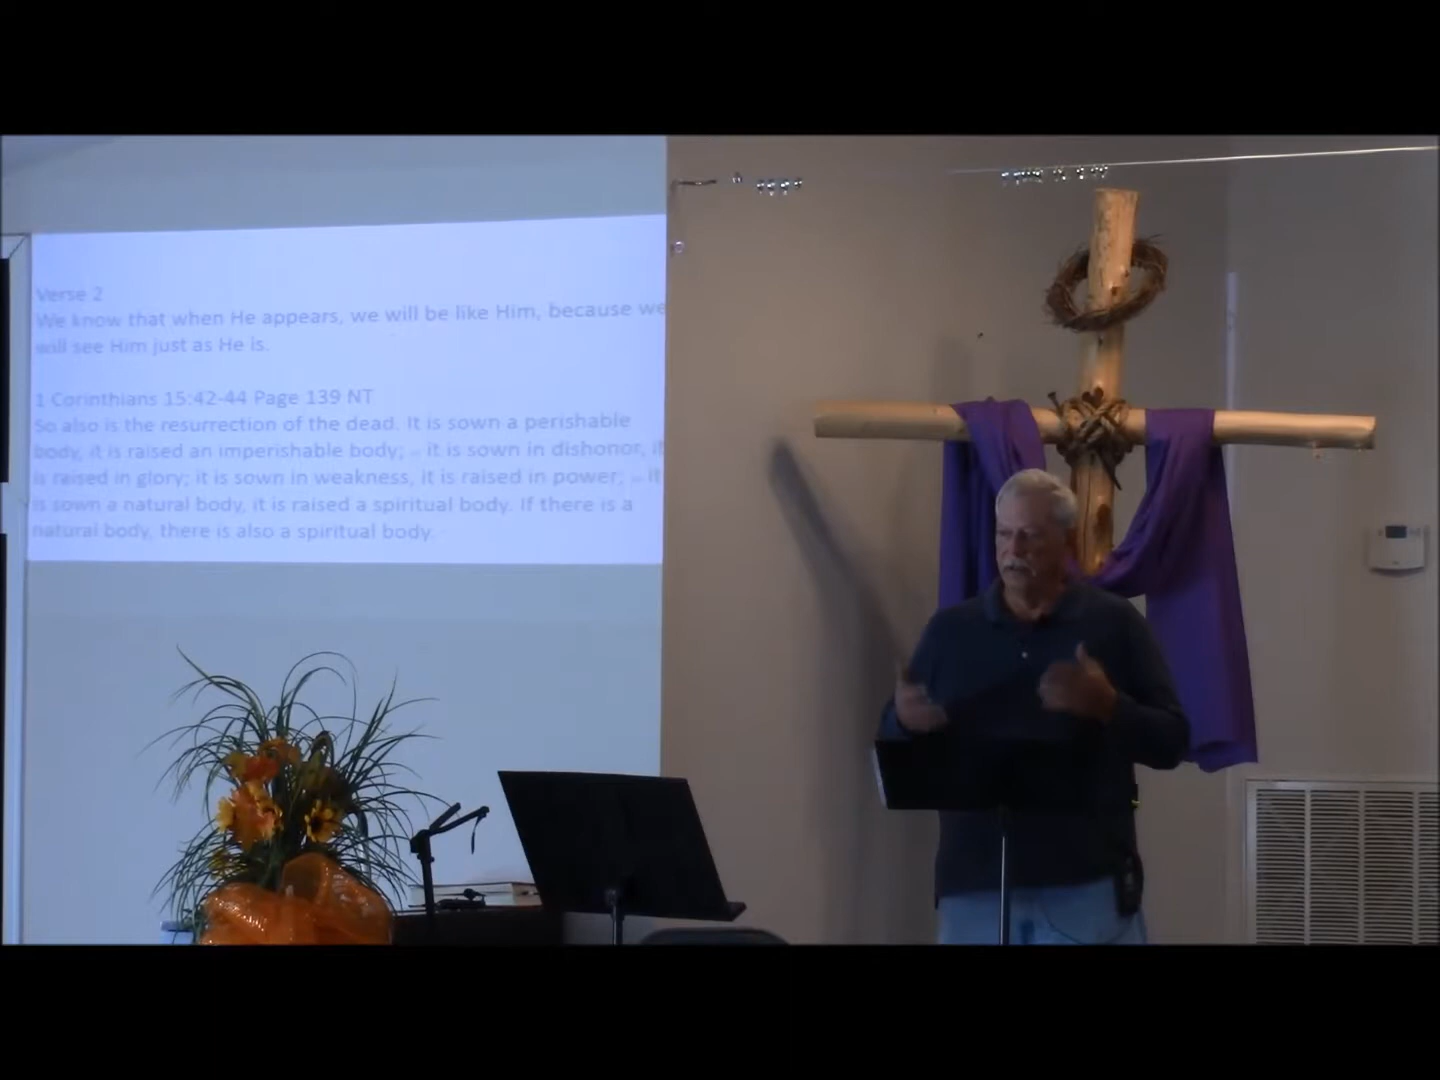 Verse 2
We know that when He appears, we will be like Him, because we
will see Him just as He is.
1 Corinthians 15:42-44 Page 139 NT
So also is the resurrection of the dead. It is sown a perishable
body, it is raised an imperishable body; it is sown in dishonor, it
is raised in glory; it is sown in weakness, it is raised in power; it
is sown a natural body, it is raised a spiritual body. If there is a
natural body, there is also a spiritual body.